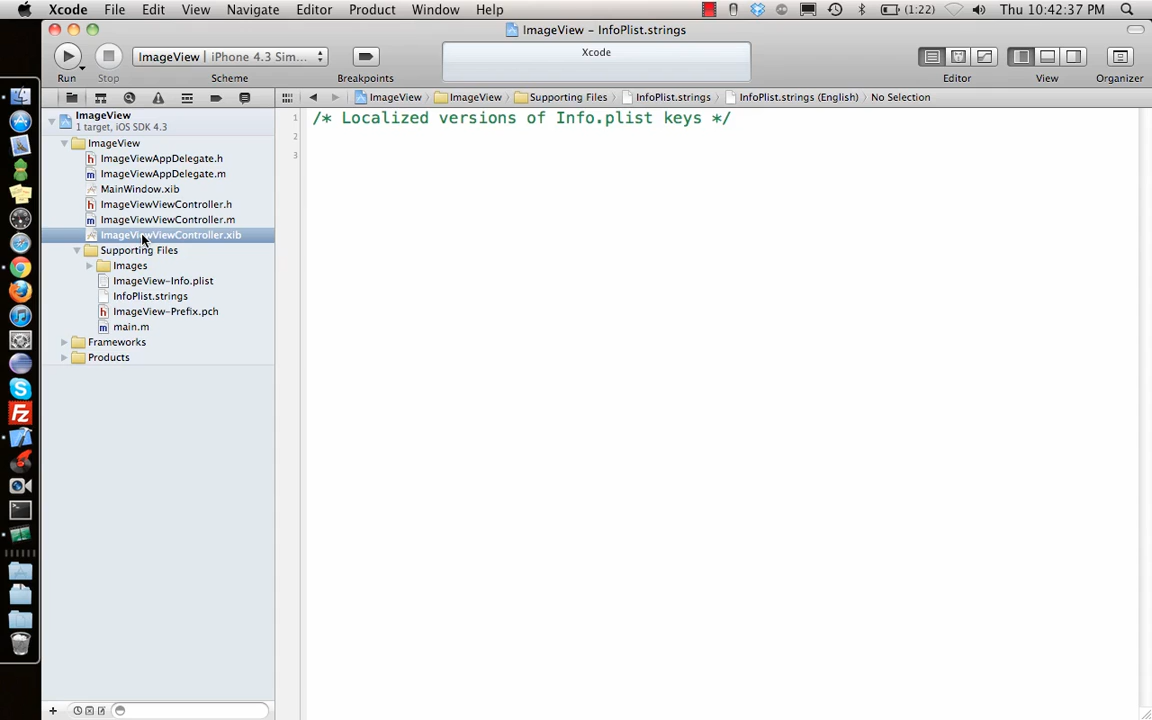 Xcode File Edit View Navigate Editor Product Window Help (1:22) Thu 10:42:37 PM
ImageView – InfoPlist.strings
ImageView | iPhone 4.3 Sim...
Xcode
Run Stop Scheme Breakpoints Editor View Organizer
ImageView ImageView Supporting Files InfoPlist.strings InfoPlist.strings (English) No Selection
ImageView
1 target, iOS SDK 4.3
ImageView
ImageViewAppDelegate.h
ImageViewAppDelegate.m
MainWindow.xib
ImageViewViewController.h
ImageViewViewController.m
ImageViewViewController.xib
Supporting Files
Images
ImageView-Info.plist
InfoPlist.strings
ImageView-Prefix.pch
main.m
Frameworks
Products
1 /* Localized versions of Info.plist keys */
2
3